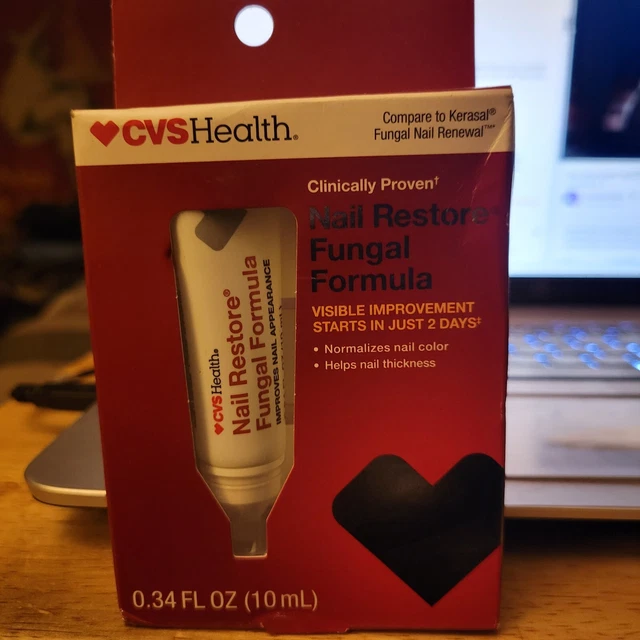 CVSHealth®
Compare to Kerasal®
Fungal Nail Renewal™*
Clinically Proven†
Nail Restore™
Fungal
Formula
VISIBLE IMPROVEMENT
STARTS IN JUST 2 DAYS‡
• Normalizes nail color
• Helps nail thickness
CVSHealth®
Nail Restore®
Fungal Formula
IMPROVES NAIL APPEARANCE
0.34 FL OZ (10 mL)